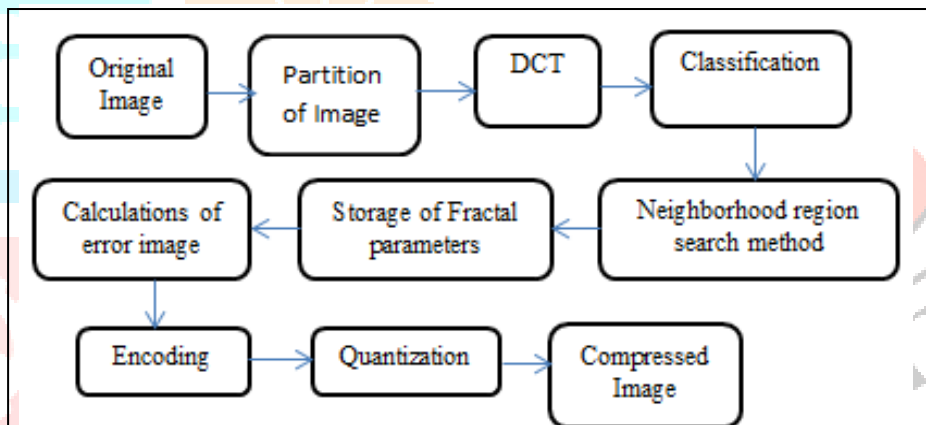 Original
Image
Partition
of Image
DCT
Classification
Calculations of
error image
Storage of Fractal
parameters
Neighborhood region
search method
Encoding
Quantization
Compressed
Image